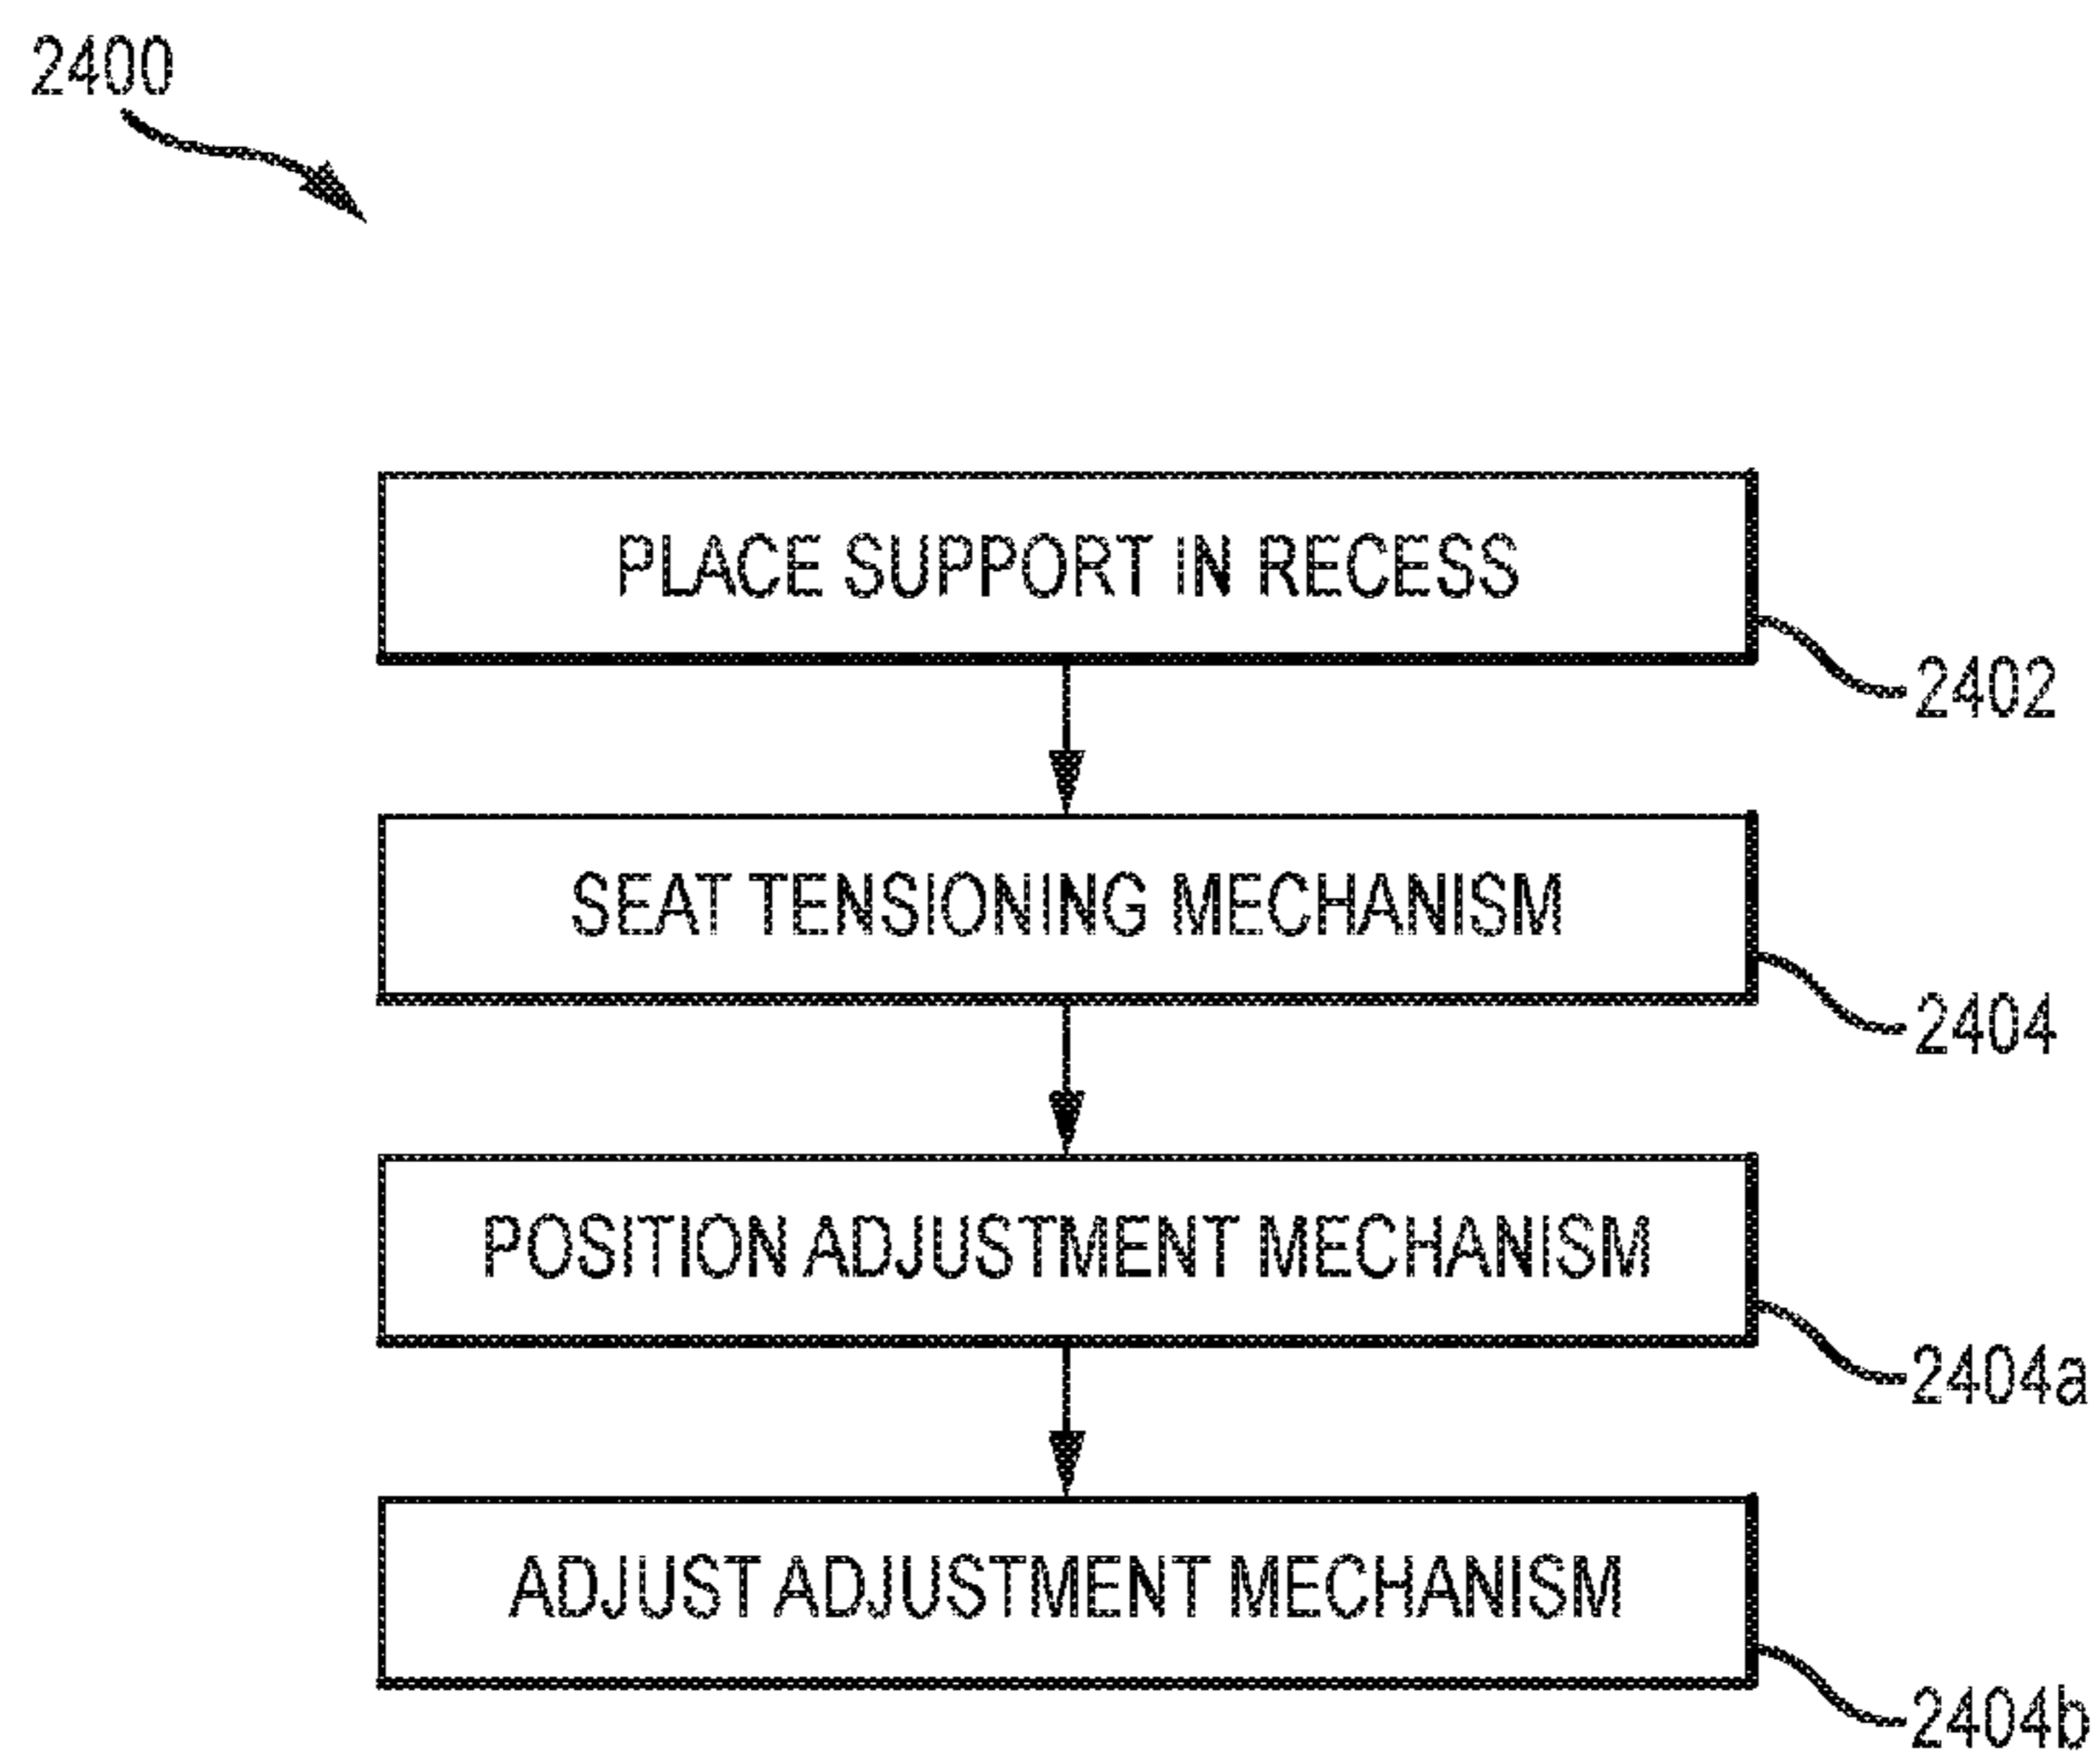 2400
PLACE SUPPORT IN RECESS
2402
SEAT TENSIONING MECHANISM
2404
POSITION ADJUSTMENT MECHANISM
2404a
ADJUST ADJUSTMENT MECHANISM
2404b